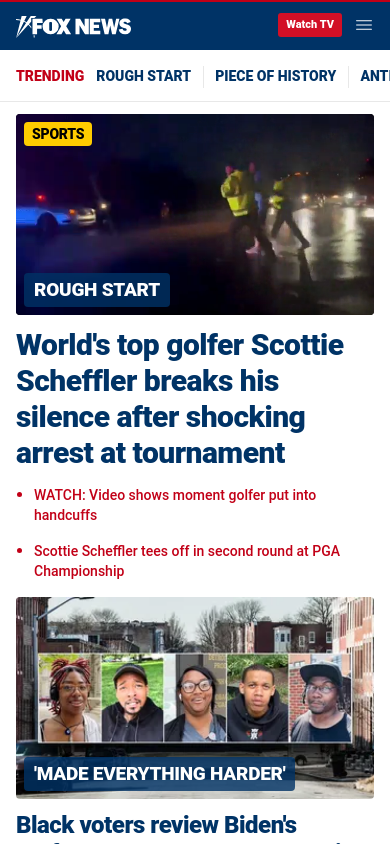 FOX NEWS
Watch TV
TRENDING ROUGH START PIECE OF HISTORY
SPORTS
ROUGH START
World's top golfer Scottie
Scheffler breaks his
silence after shocking
arrest at tournament
WATCH: Video shows moment golfer put into
handcuffs
Scottie Scheffler tees off in second round at PGA
Championship
'MADE EVERYTHING HARDER'
Black voters review Biden's